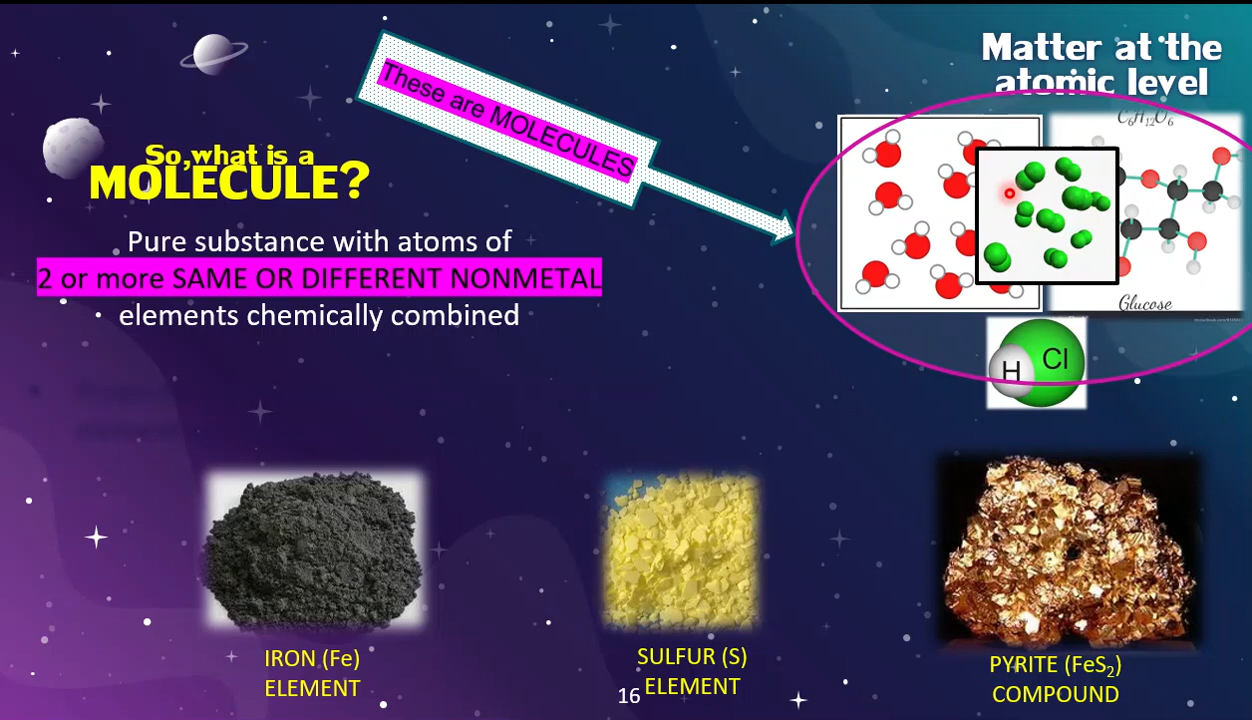 Matter at the
atomic level
These are MOLECULES
So,what is a
MOLECULE?
Pure substance with atoms of
2 or more SAME OR DIFFERENT NONMETAL
• elements chemically combined
C₆H₁₂O₆
Glucose
H Cl
IRON (Fe)
ELEMENT
SULFUR (S)
ELEMENT
PYRITE (FeS₂)
COMPOUND
16